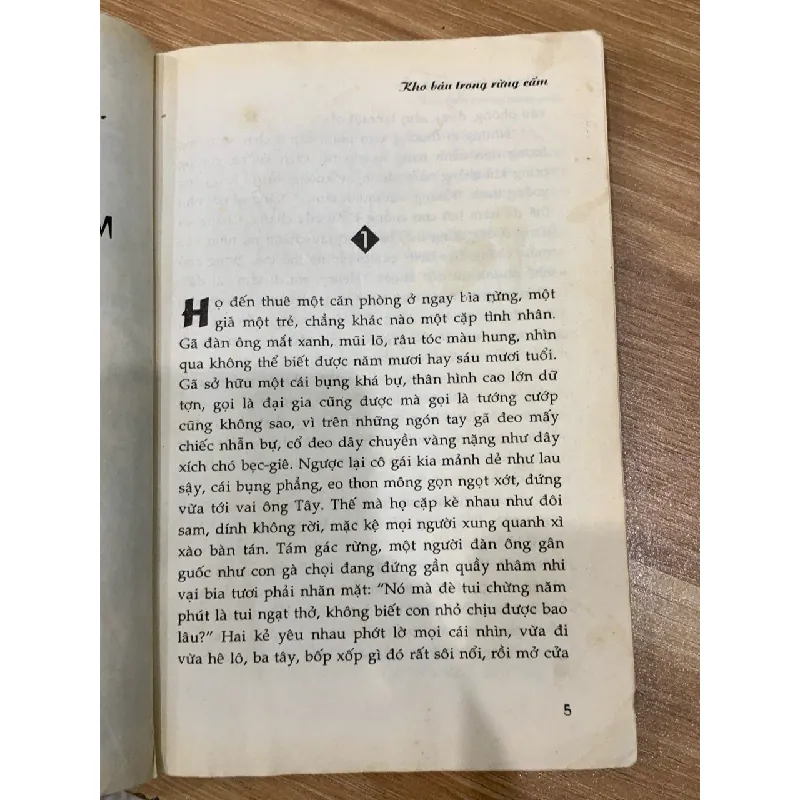 M
Kho báu trong rừng cấm
1
Họ đến thuê một căn phòng ở ngay bìa rừng, một
già một trẻ, chẳng khác nào một cặp tình nhân.
Gã đàn ông mắt xanh, mũi lõ, râu tóc màu hung, nhìn
qua không thể biết được năm mươi hay sáu mươi tuổi.
Gã sở hữu một cái bụng khá bự, thân hình cao lớn dữ
tợn, gọi là đại gia cũng được mà gọi là tướng cướp
cũng không sao, vì trên những ngón tay gã đeo mấy
chiếc nhẫn bự, cổ đeo dây chuyền vàng nặng như dây
xích chó bẹc-giê. Ngược lại cô gái kia mảnh dẻ như lau
sậy, cái bụng phẳng, eo thon mông gọn ngọt xớt, đứng
vừa tới vai ông Tây. Thế mà họ cặp kè nhau như đôi
sam, dính không rời, mặc kệ mọi người xung quanh xì
xào bàn tán. Tám gác rừng, một người đàn ông gân
guốc như con gà chọi đang đứng gần quầy nhâm nhi
vại bia tươi phải nhăn mặt: “Nó mà đè tui chừng năm
phút là tui ngạt thở, không biết con nhỏ chịu được bao
lâu?” Hai kẻ yêu nhau phớt lờ mọi cái nhìn, vừa đi
vừa hê lô, ba tây, bốp xốp gì đó rất sôi nổi, rồi mở cửa
5